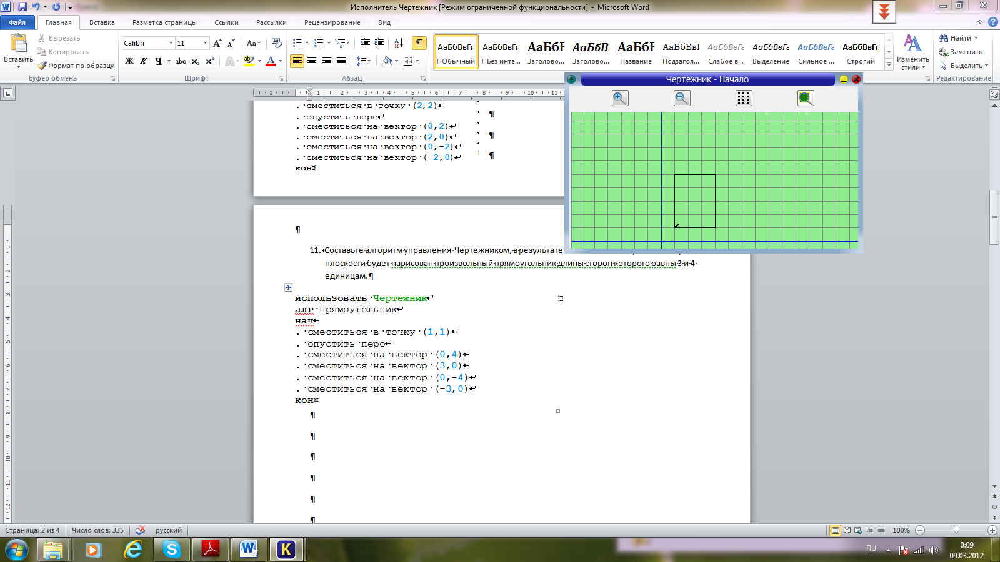 Исполнитель Чертежник [Режим ограниченной функциональности] - Microsoft Word
Файл Главная Вставка Разметка страницы Ссылки Рассылки Рецензирование Вид
Вставить
Вырезать
Копировать
Формат по образцу
Буфер обмена
Calibri 11
Ж К Ч abc x₂ x²
Шрифт
Абзац
АаБбВвГг, АаБбВвГг, АаБбВ АаБбВв АаБбВ АаБбВвІ АаБбВвГг АаБбВвГг АаБбВвГг АаБбВвГг,
¶ Обычный ¶ Без инте... Заголово... Заголово... Название Подзагол... Слабое в... Выделение Сильное ... Строгий
Изменить стили
Найти
Заменить
Выделить
Редактирование
Чертежник - Начало
. сместиться в точку (2,2)
. опустить перо
. сместиться на вектор (0,2)
. сместиться на вектор (2,0)
. сместиться на вектор (0,-2)
. сместиться на вектор (-2,0)
кон
11. Составьте алгоритм управления Чертежником, в результате
плоскости будет нарисован произвольный прямоугольник длины сторон которого равны 3 и 4
единицам.
использовать Чертежник
алг Прямоугольник
нач
. сместиться в точку (1,1)
. опустить перо
. сместиться на вектор (0,4)
. сместиться на вектор (3,0)
. сместиться на вектор (0,-4)
. сместиться на вектор (-3,0)
кон
Страница: 2 из 4 Число слов: 335 русский 100%
RU 0:09
09.03.2012